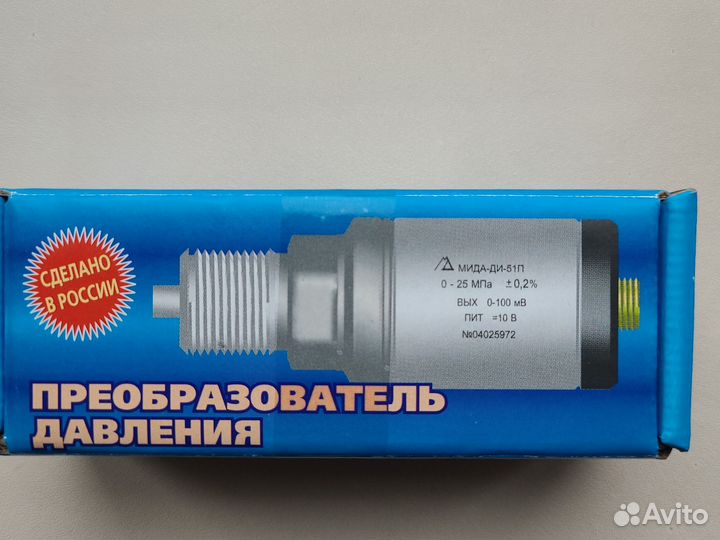 СДЕЛАНО
В РОССИИ
МИДА-ДИ-51П
0 - 25 МПа ±0,2%
ВЫХ 0-100 мВ
ПИТ =10 В
№04025972
ПРЕОБРАЗОВАТЕЛЬ
ДАВЛЕНИЯ
Avito